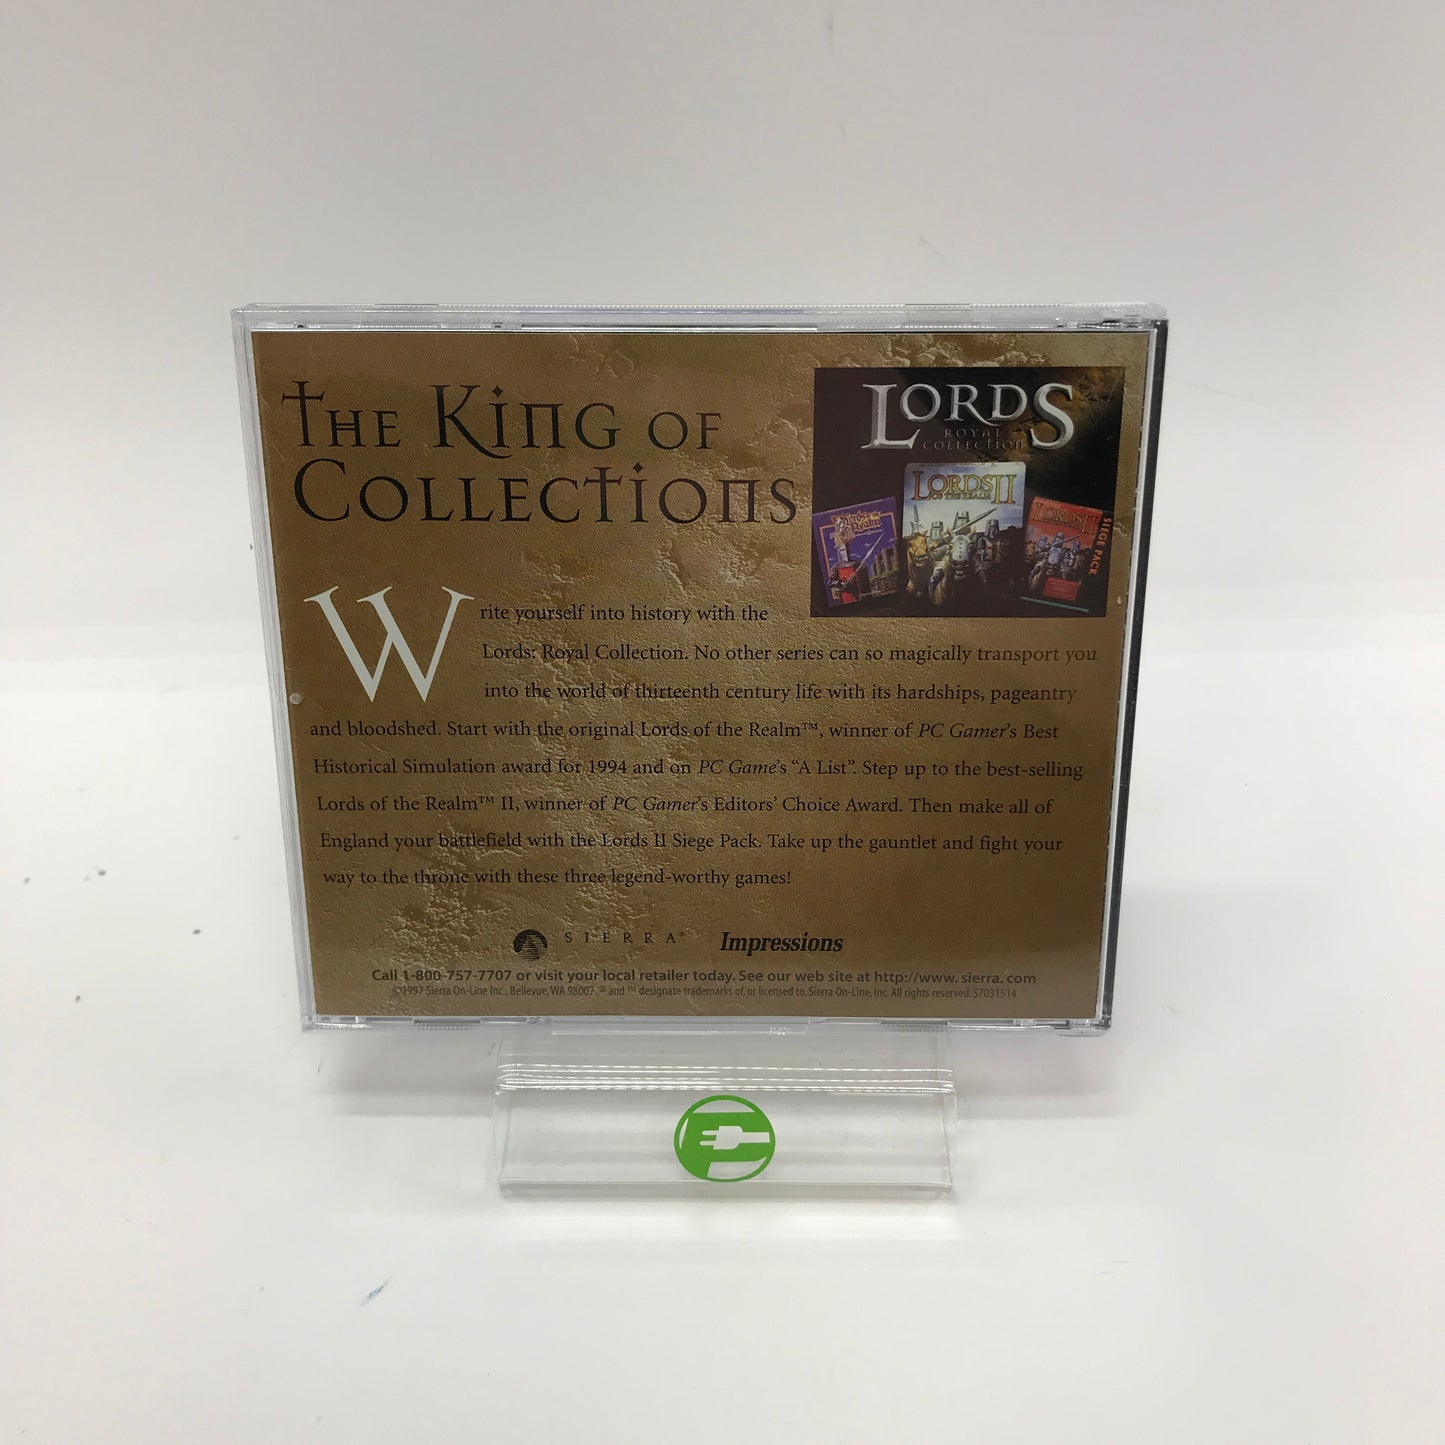 THE KING OF
COLLECTIONS
LORDS
ROYAL
COLLECTION
LORDS II
OF THE REALM
Lords
Realm
LORDS II
SIEGE PACK
Write yourself into history with the
Lords: Royal Collection. No other series can so magically transport you
into the world of thirteenth century life with its hardships, pageantry
and bloodshed. Start with the original Lords of the Realm™, winner of PC Gamer's Best
Historical Simulation award for 1994 and on PC Game's “A List”. Step up to the best-selling
Lords of the Realm™ II, winner of PC Gamer's Editors' Choice Award. Then make all of
England your battlefield with the Lords II Siege Pack. Take up the gauntlet and fight your
way to the throne with these three legend-worthy games!
SIERRA® Impressions
Call 1-800-757-7707 or visit your local retailer today. See our web site at http://www.sierra.com
©1997 Sierra On-Line Inc., Bellevue, WA 98007. ® and ™ designate trademarks of, or licensed to, Sierra On-Line, Inc. All rights reserved. S7031514